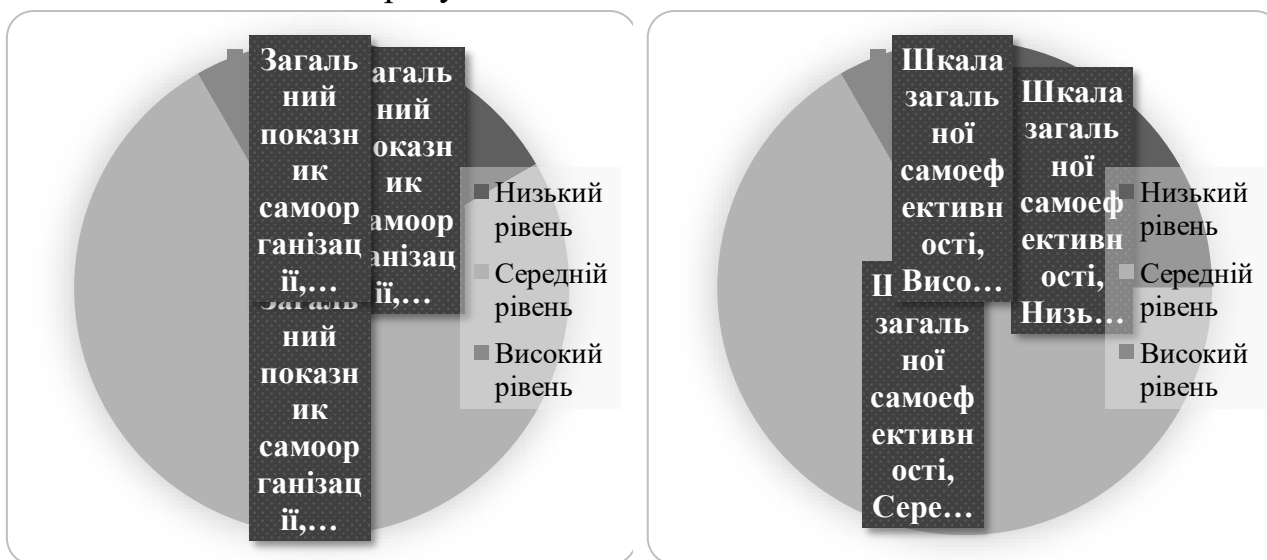 Загаль
ний
показн
ик
самоор
ганізац
ії,…
агаль
ний
оказн
ик
амоор
анізац
ії,…
ний
показн
ик
самоор
ганізац
ії,…
Низький
рівень
Середній
рівень
Високий
рівень
Шкала
загаль
ної
самоеф
ективн
ості,
Висо…
Шкала
загаль
ної
самоеф
ективн
ості,
Низь…
загаль
ної
самоеф
ективн
ості,
Сере…
Низький
рівень
Середній
рівень
Високий
рівень